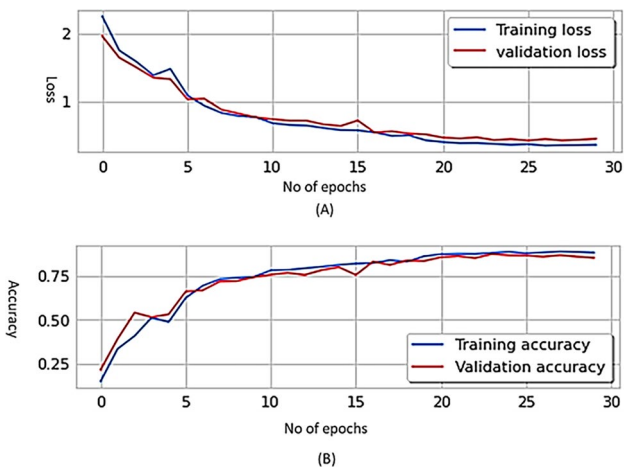 2
1
Loss
Training loss
validation loss
0 5 10 15 20 25 30
No of epochs
(A)
0.75
0.50
0.25
Accuracy
Training accuracy
Validation accuracy
0 5 10 15 20 25 30
No of epochs
(B)